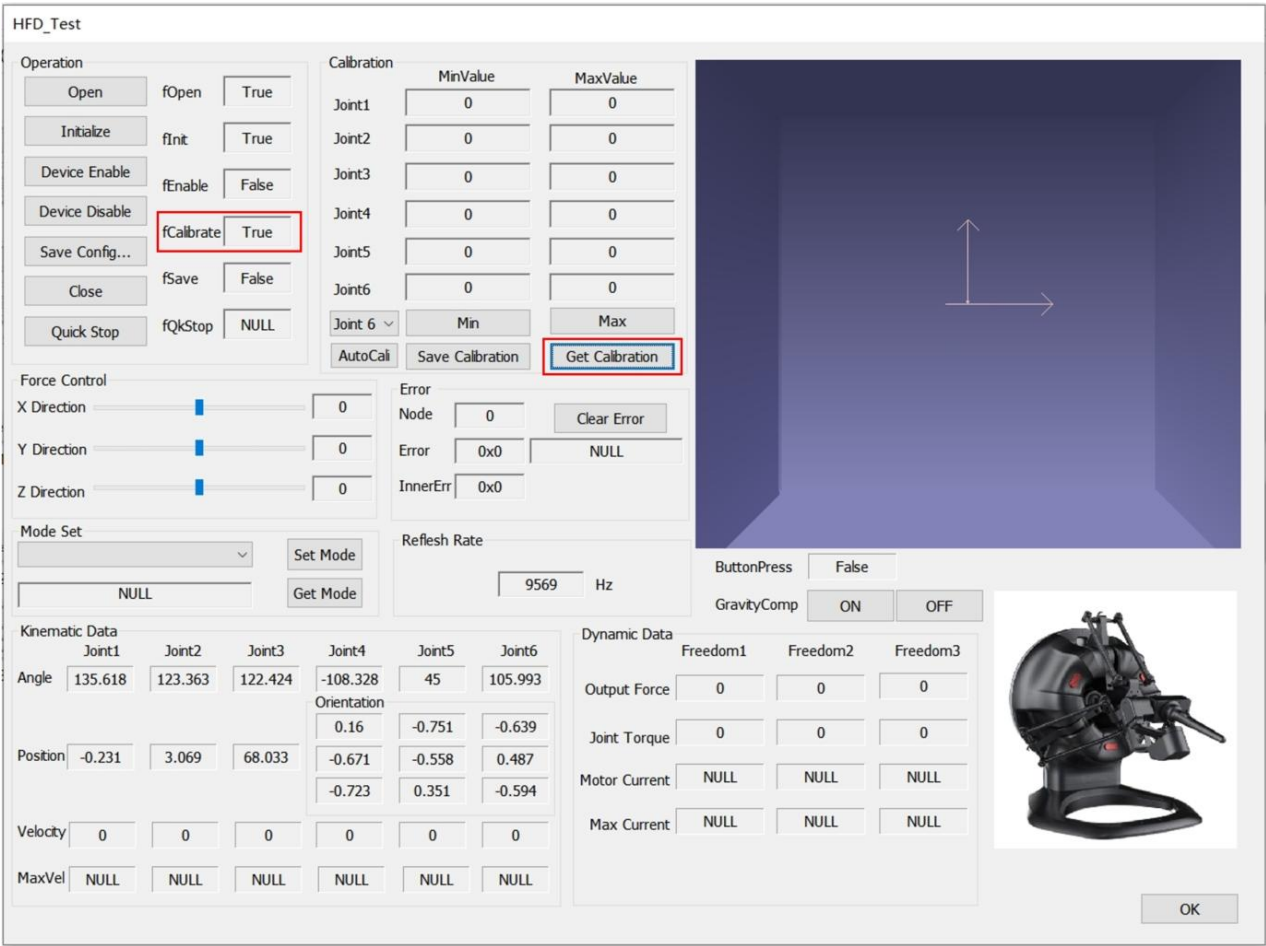 HFD_Test
Operation
Open fOpen True
Initialize fInit True
Device Enable fEnable False
Device Disable fCalibrate True
Save Config... fSave False
Close
Quick Stop fQkStop NULL
Calibration
MinValue MaxValue
Joint1 0 0
Joint2 0 0
Joint3 0 0
Joint4 0 0
Joint5 0 0
Joint6 0 0
Joint 6 Min Max
AutoCali Save Calibration Get Calibration
Force Control
X Direction 0
Y Direction 0
Z Direction 0
Error
Node 0 Clear Error
Error 0x0 NULL
InnerErr 0x0
Mode Set
Set Mode
NULL Get Mode
Reflesh Rate
9569 Hz
ButtonPress False
GravityComp ON OFF
Kinematic Data
Joint1 Joint2 Joint3 Joint4 Joint5 Joint6
Angle 135.618 123.363 122.424 -108.328 45 105.993
Orientation
0.16 -0.751 -0.639
Position -0.231 3.069 68.033 -0.671 -0.558 0.487
-0.723 0.351 -0.594
Velocity 0 0 0 0 0 0
MaxVel NULL NULL NULL NULL NULL NULL
Dynamic Data
Freedom1 Freedom2 Freedom3
Output Force 0 0 0
Joint Torque 0 0 0
Motor Current NULL NULL NULL
Max Current NULL NULL NULL
OK